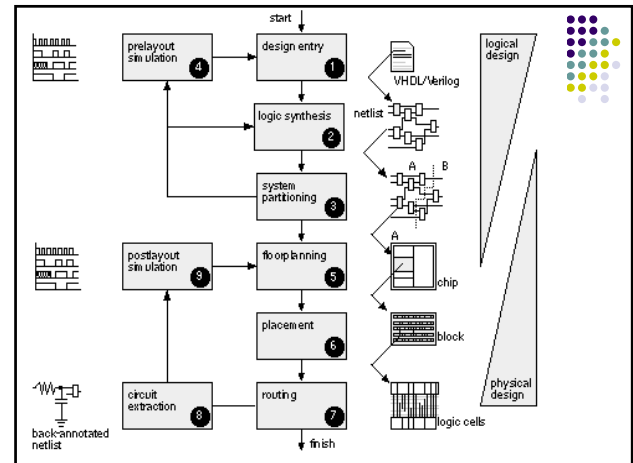 start
prelayout
simulation
4
design entry
1
VHDL/Verilog
logical
design
logic synthesis
2
netlist
system
partitioning
3
A
B
postlayout
simulation
9
floorplanning
5
A
chip
placement
6
block
circuit
extraction
8
routing
7
logic cells
physical
design
back-annotated
netlist
finish